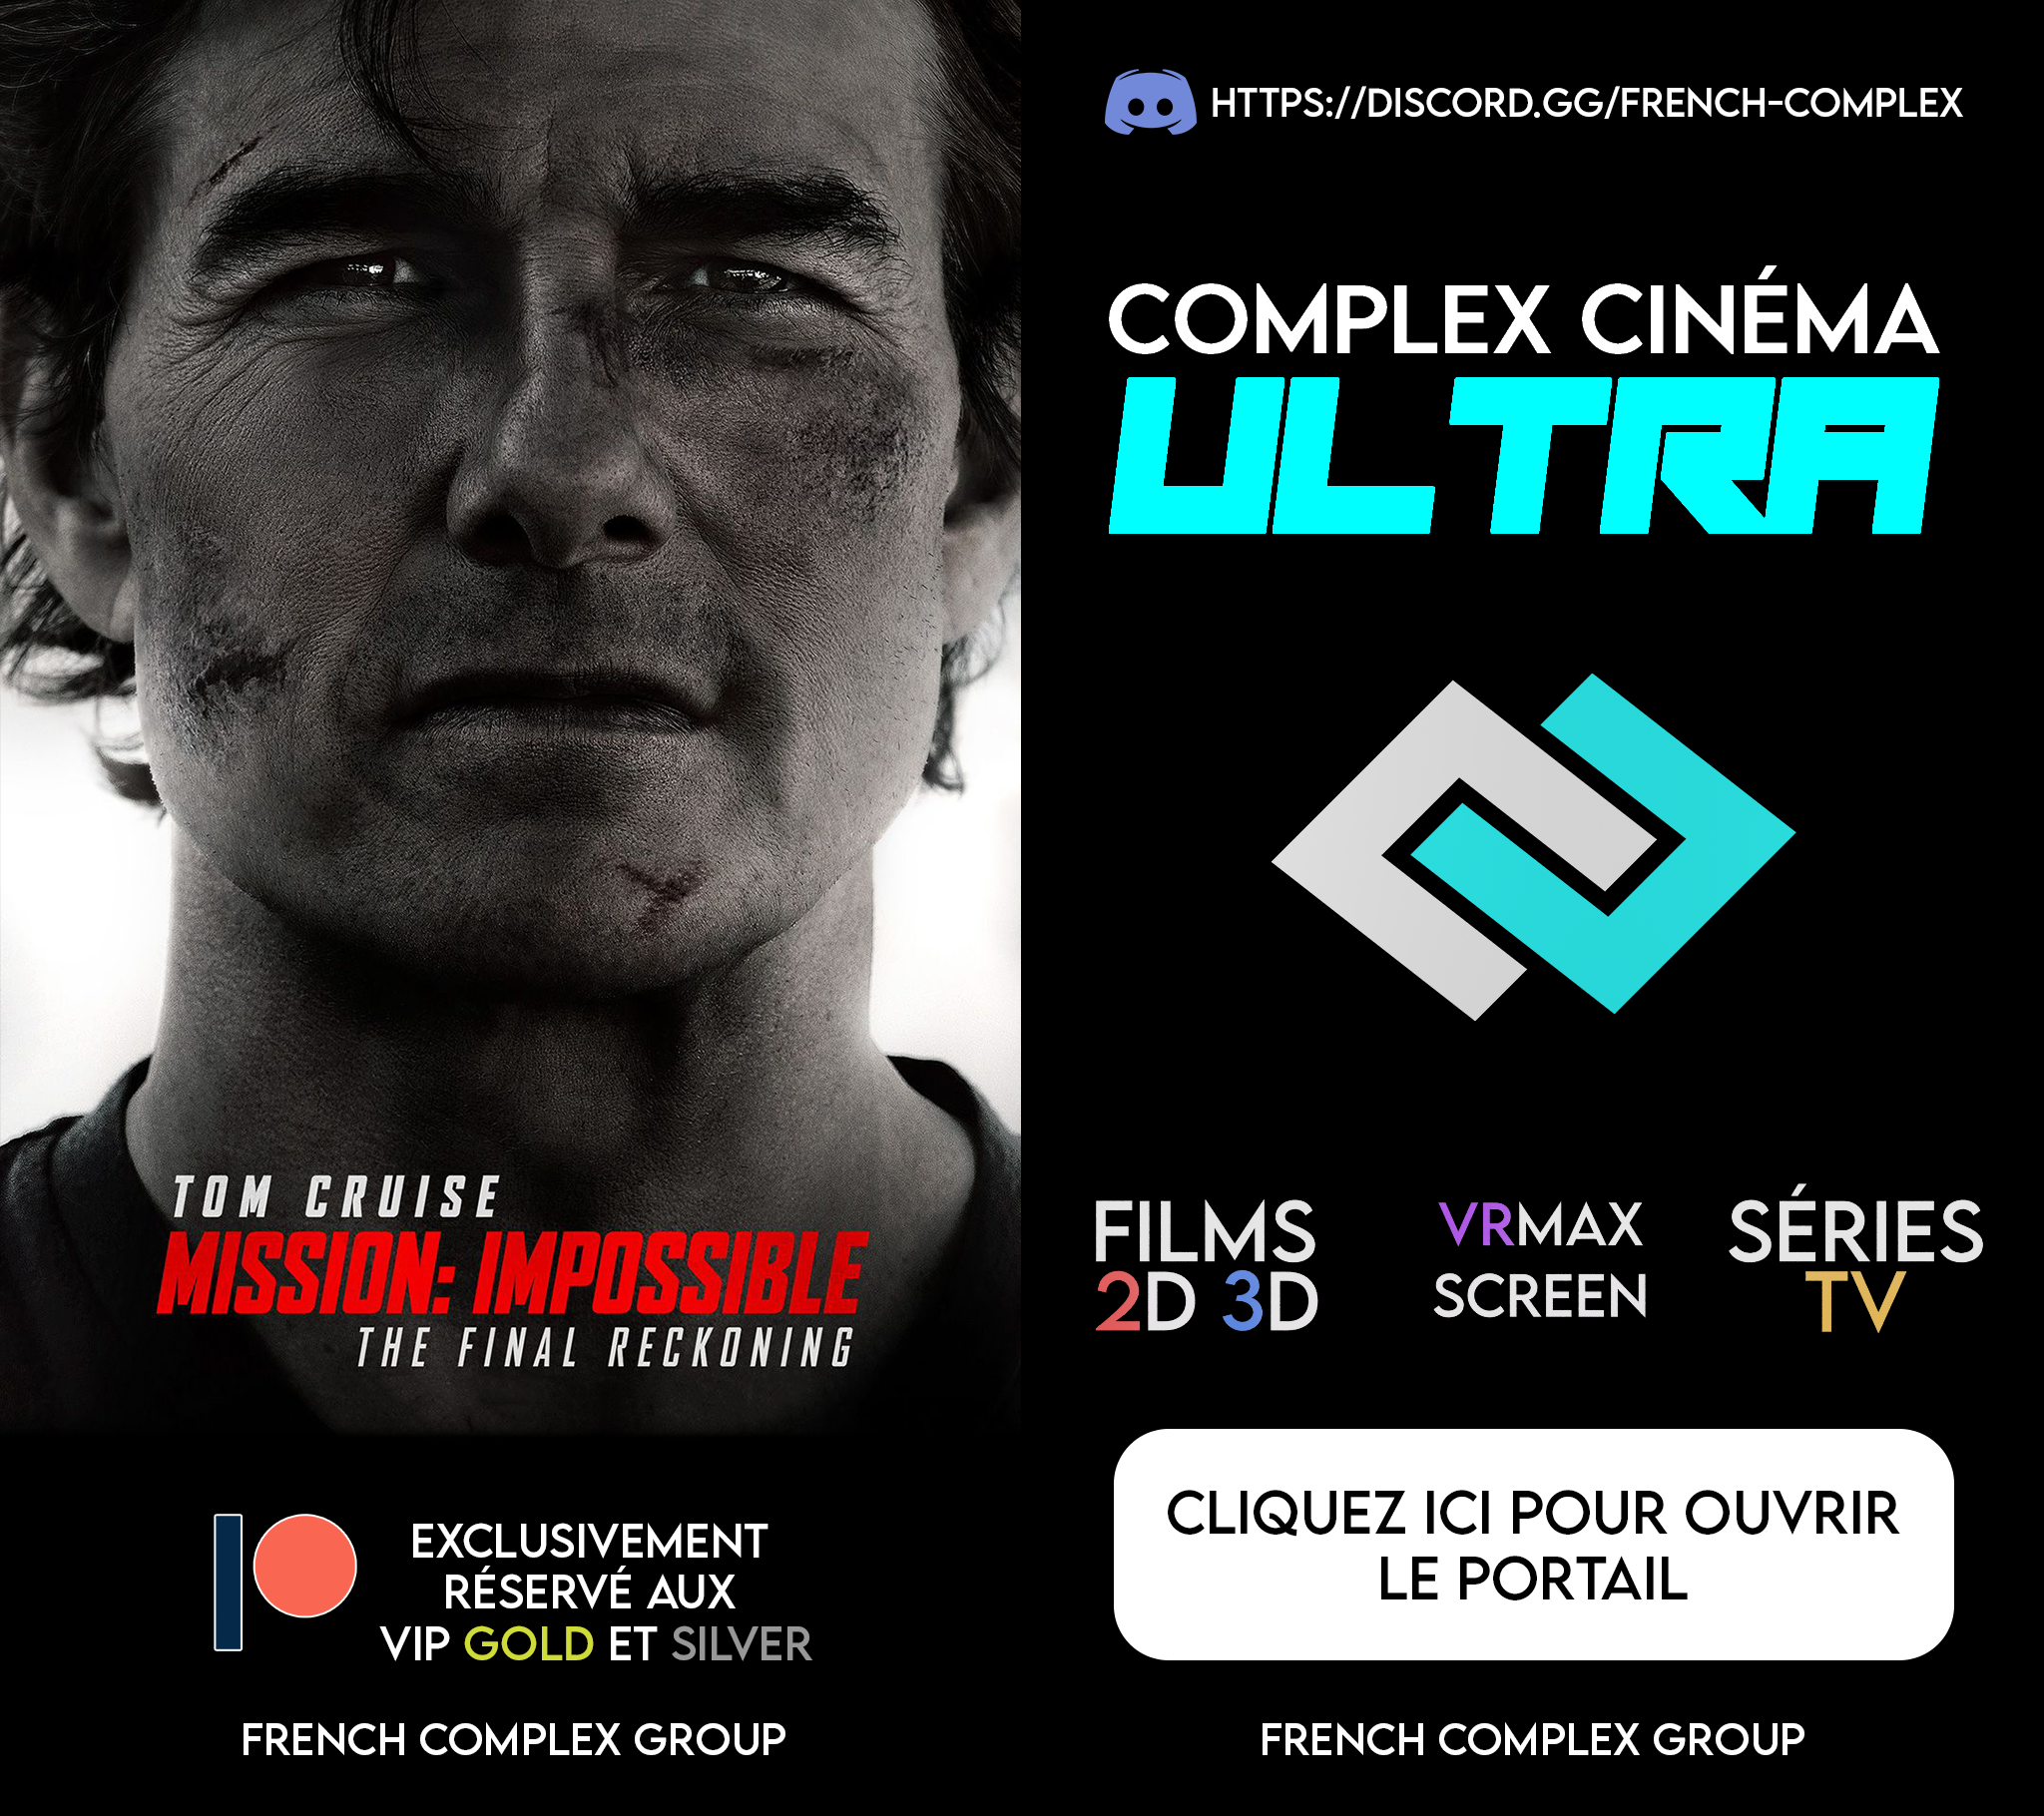 TOM CRUISE
MISSION: IMPOSSIBLE
THE FINAL RECKONING
EXCLUSIVEMENT
RÉSERVÉ AUX
VIP GOLD ET SILVER
FRENCH COMPLEX GROUP
HTTPS://DISCORD.GG/FRENCH-COMPLEX
COMPLEX CINÉMA
ULTRA
FILMS
2D 3D
VRMAX
SCREEN
SÉRIES
TV
CLIQUEZ ICI POUR OUVRIR
LE PORTAIL
FRENCH COMPLEX GROUP